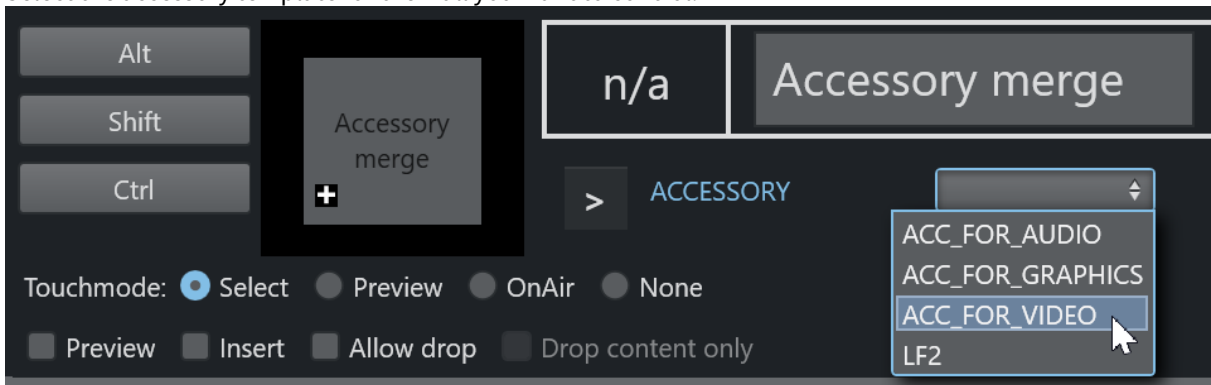 Alt
Shift
Ctrl
Accessory
merge
n/a
Accessory merge
>
ACCESSORY
ACC_FOR_AUDIO
ACC_FOR_GRAPHICS
ACC_FOR_VIDEO
LF2
Touchmode: Select Preview OnAir None
Preview Insert Allow drop Drop content only